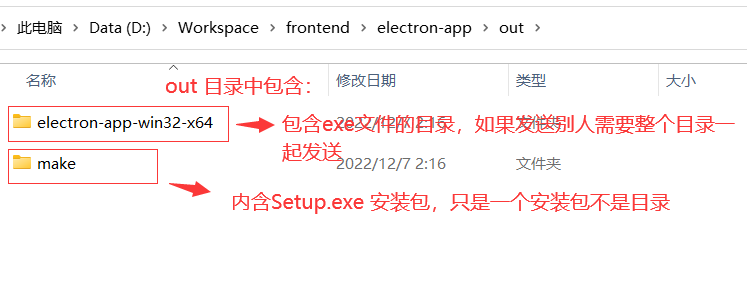 此电脑 > Data (D:) > Workspace > frontend > electron-app > out >
名称 修改日期 类型 大小
out 目录中包含：
electron-app-win32-x64
包含exe文件的目录，如果发送别人需要整个目录一
起发送
make 2022/12/7 2:16 文件夹
内含Setup.exe 安装包，只是一个安装包不是目录